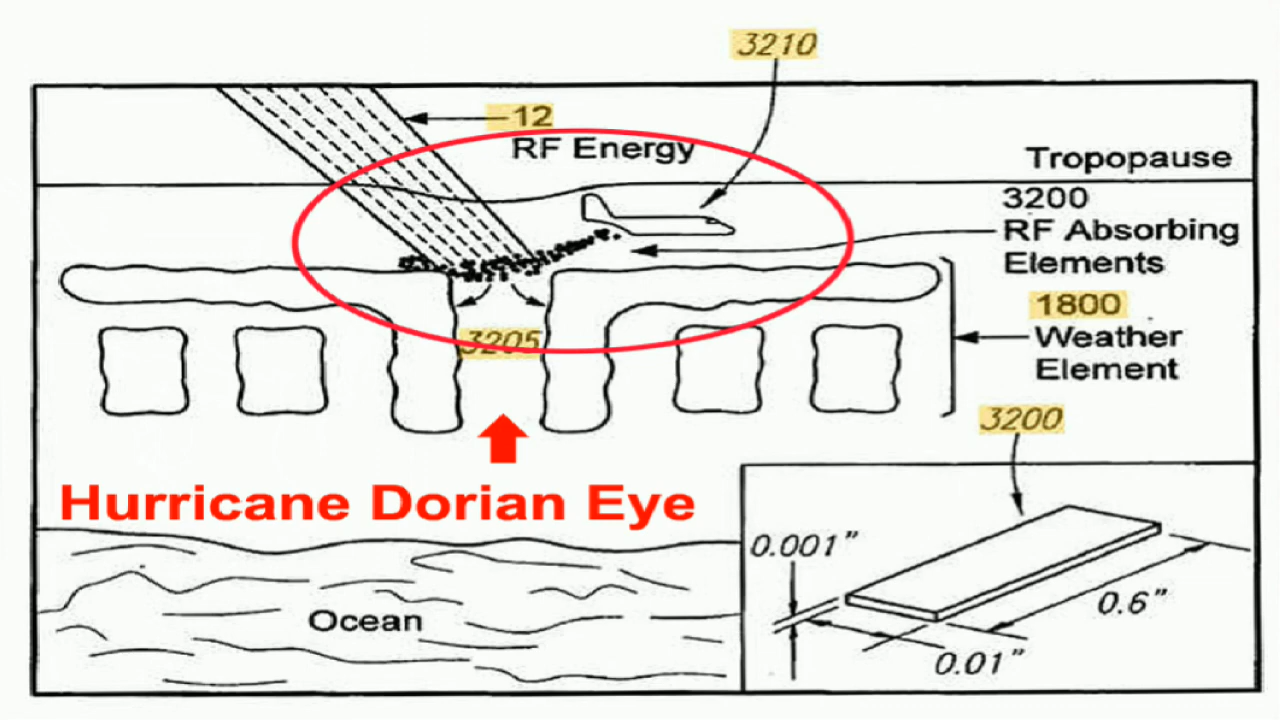 3210
12
RF Energy
Tropopause
3200
RF Absorbing
Elements
1800
Weather
Element
3205
3200
Hurricane Dorian Eye
0.001”
0.6”
Ocean
0.01”